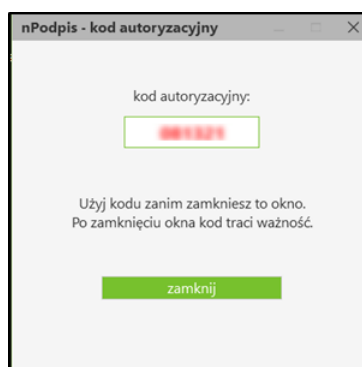 nPodpis - kod autoryzacyjny
kod autoryzacyjny:
Użyj kodu zanim zamkniesz to okno.
Po zamknięciu okna kod traci ważność.
zamknij